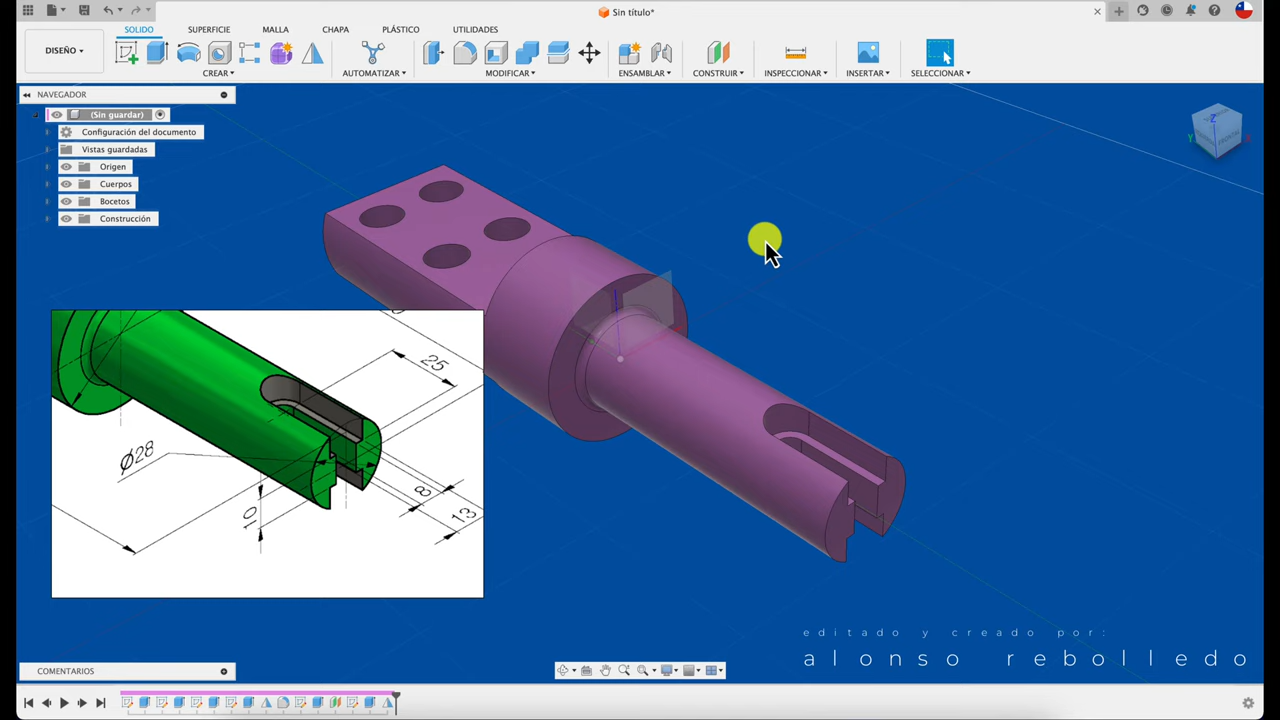 Sin título*
SÓLIDO
SUPERFICIE
MALLA
CHAPA
PLÁSTICO
UTILIDADES
DISEÑO
CREAR
AUTOMATIZAR
MODIFICAR
ENSAMBLAR
CONSTRUIR
INSPECCIONAR
INSERTAR
SELECCIONAR
NAVEGADOR
(Sin guardar)
Configuración del documento
Vistas guardadas
Origen
Cuerpos
Bocetos
Construcción
Z
Y
X
25
Ø28
8
10
13
editado y creado por:
alonso rebolledo
COMENTARIOS